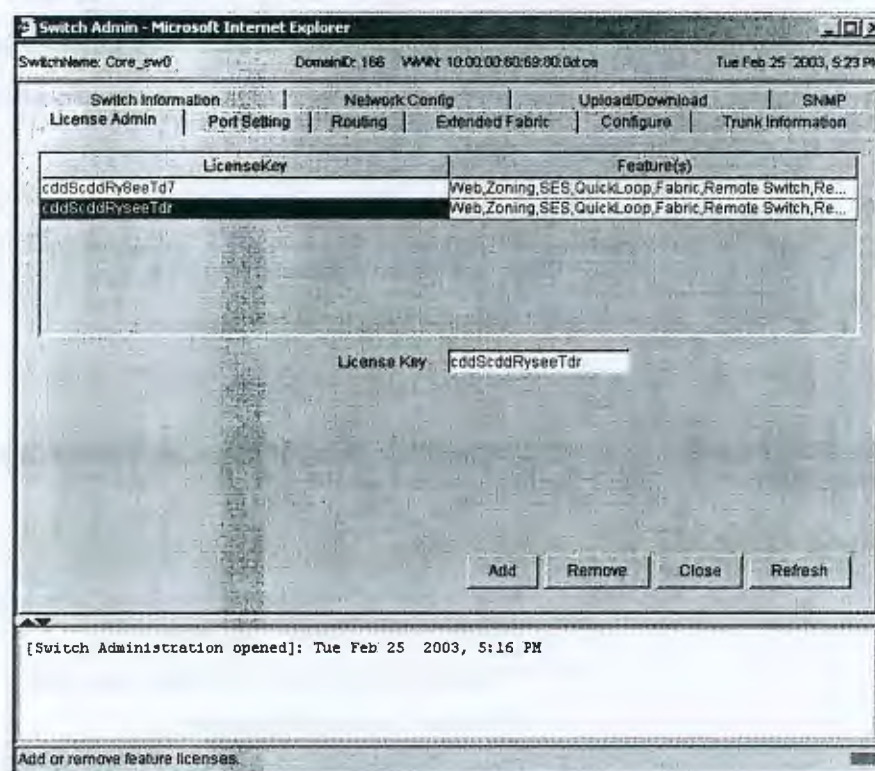 Switch Admin - Microsoft Internet Explorer
SwitchName: Core_sw0 DomainID: 166 WWN: 10:00:00:60:69:80:0d:ce Tue Feb 25 2003, 5:23 PM
Switch Information Network Config Upload/Download SNMP
License Admin Port Setting Routing Extended Fabric Configure Trunk Information
LicenseKey Feature(s)
Web,Zoning,SES,QuickLoop,Fabric,Remote Switch,Re...
cddScddRyseeTdr Web,Zoning,SES,QuickLoop,Fabric,Remote Switch,Re...
License Key cddScddRyseeTdr
Add Remove Close Refresh
[Switch Administration opened]: Tue Feb 25 2003, 5:16 PM
Add or remove feature licenses.